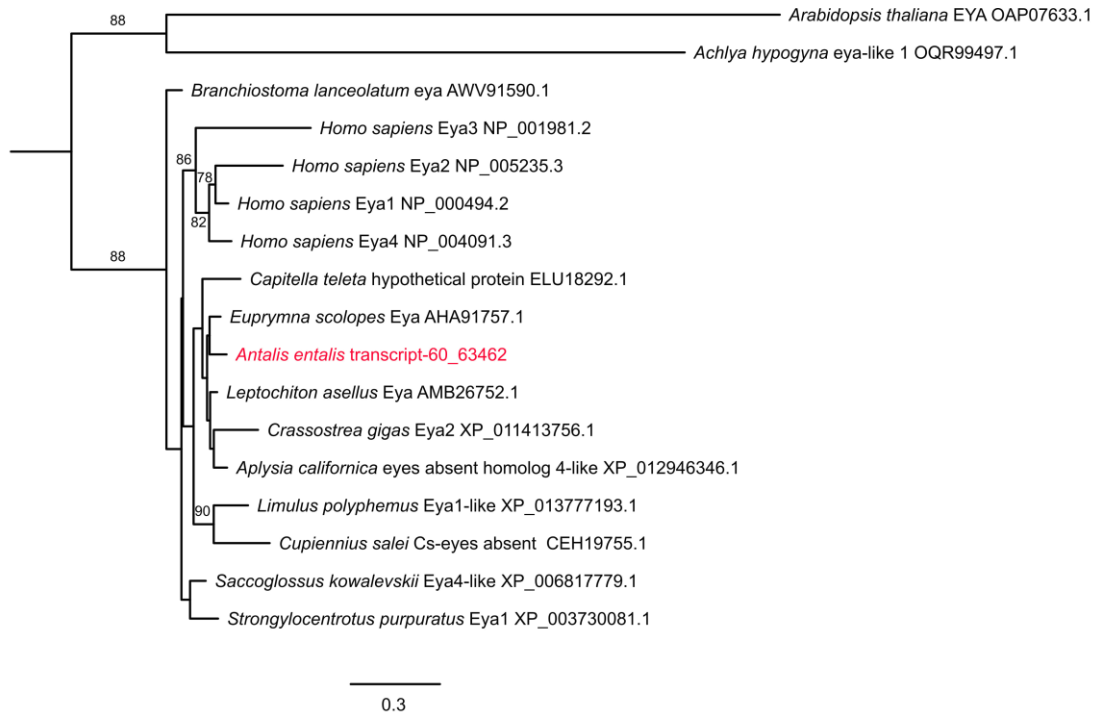 88
Arabidopsis thaliana EYA OAP07633.1
Achlya hypogyna eya-like 1 OQR99497.1
Branchiostoma lanceolatum eya AWV91590.1
Homo sapiens Eya3 NP_001981.2
86
Homo sapiens Eya2 NP_005235.3
78
Homo sapiens Eya1 NP_000494.2
82
Homo sapiens Eya4 NP_004091.3
88
Capitella teleta hypothetical protein ELU18292.1
Euprymna scolopes Eya AHA91757.1
Antalis entalis transcript-60_63462
Leptochiton asellus Eya AMB26752.1
Crassostrea gigas Eya2 XP_011413756.1
Aplysia californica eyes absent homolog 4-like XP_012946346.1
Limulus polyphemus Eya1-like XP_013777193.1
90
Cupiennius salei Cs-eyes absent CEH19755.1
Saccoglossus kowalevskii Eya4-like XP_006817779.1
Strongylocentrotus purpuratus Eya1 XP_003730081.1
0.3